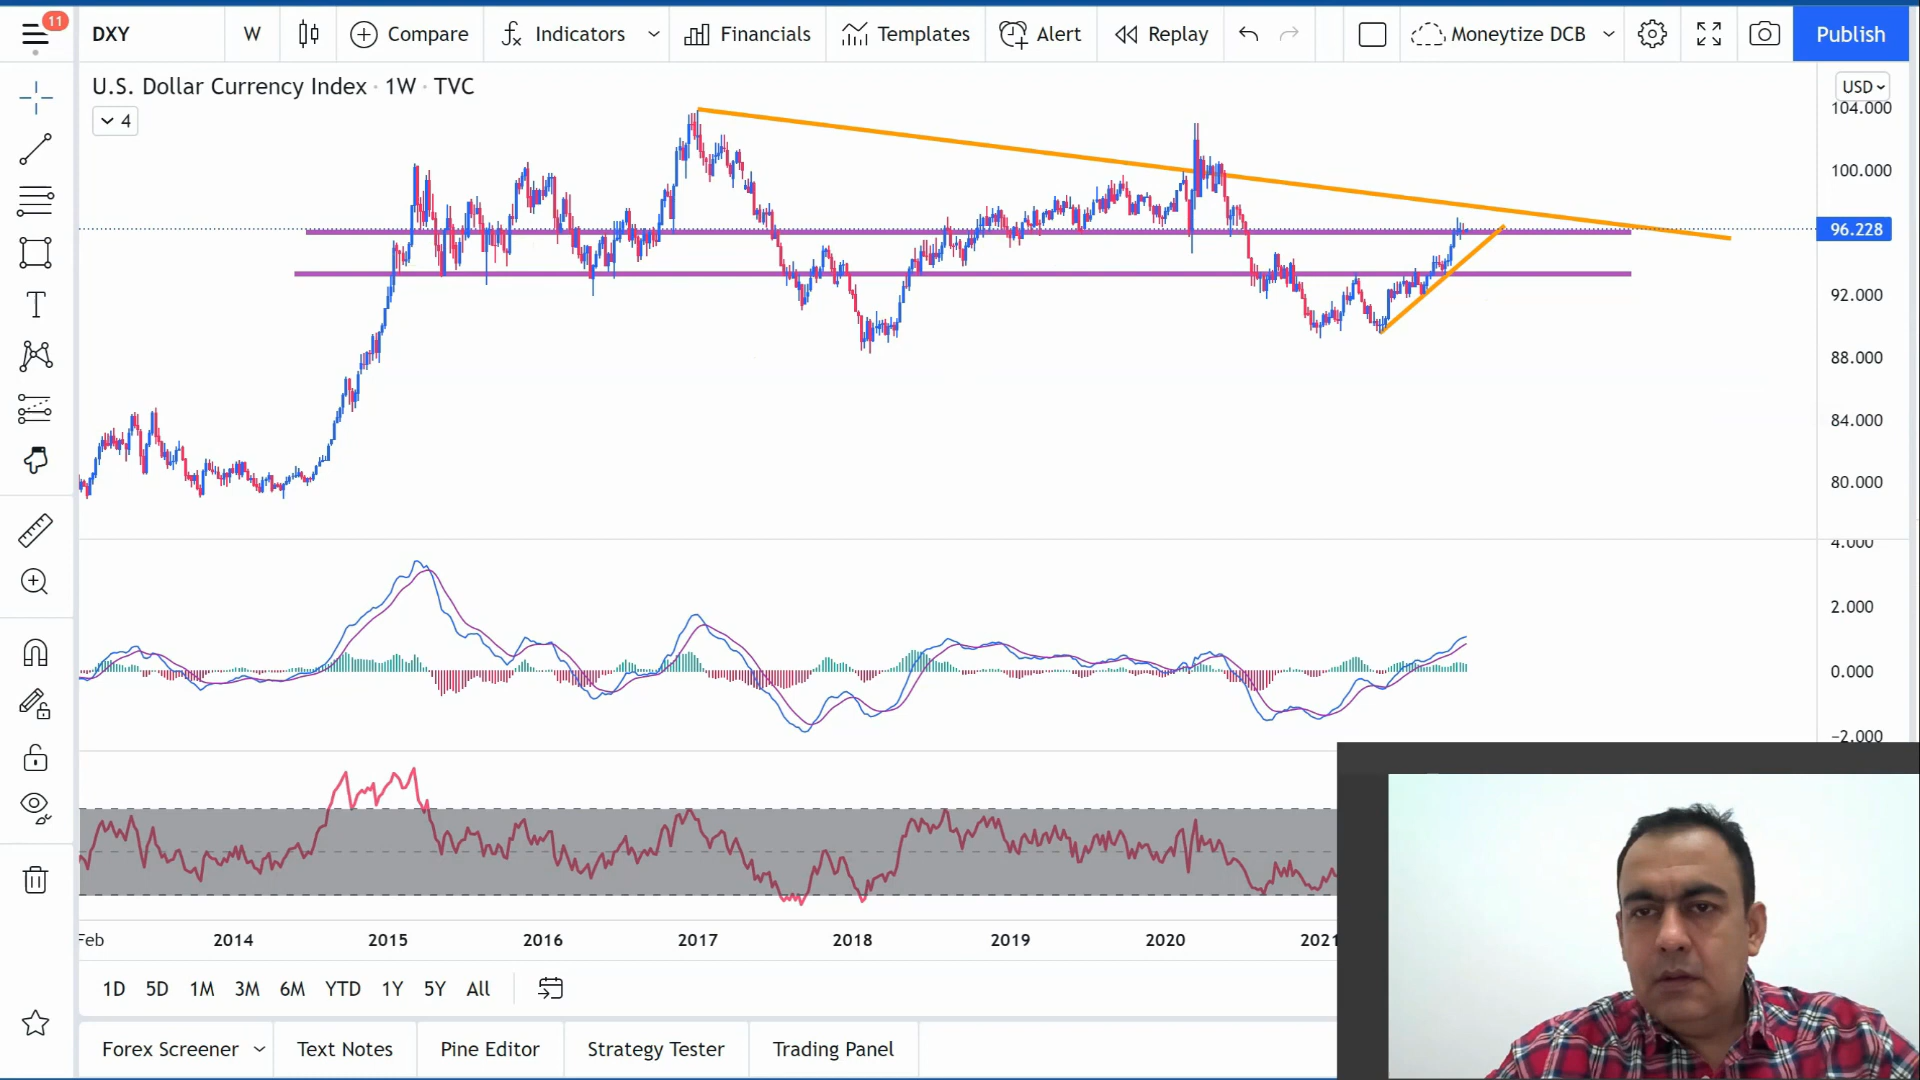 11
DXY W Compare Indicators Financials Templates Alert Replay Moneytize DCB Publish
U.S. Dollar Currency Index · 1W · TVC
4
USD
104.000
100.000
96.228
92.000
88.000
84.000
80.000
4.000
2.000
0.000
−2.000
Feb 2014 2015 2016 2017 2018 2019 2020 2021
1D 5D 1M 3M 6M YTD 1Y 5Y All
Forex Screener Text Notes Pine Editor Strategy Tester Trading Panel